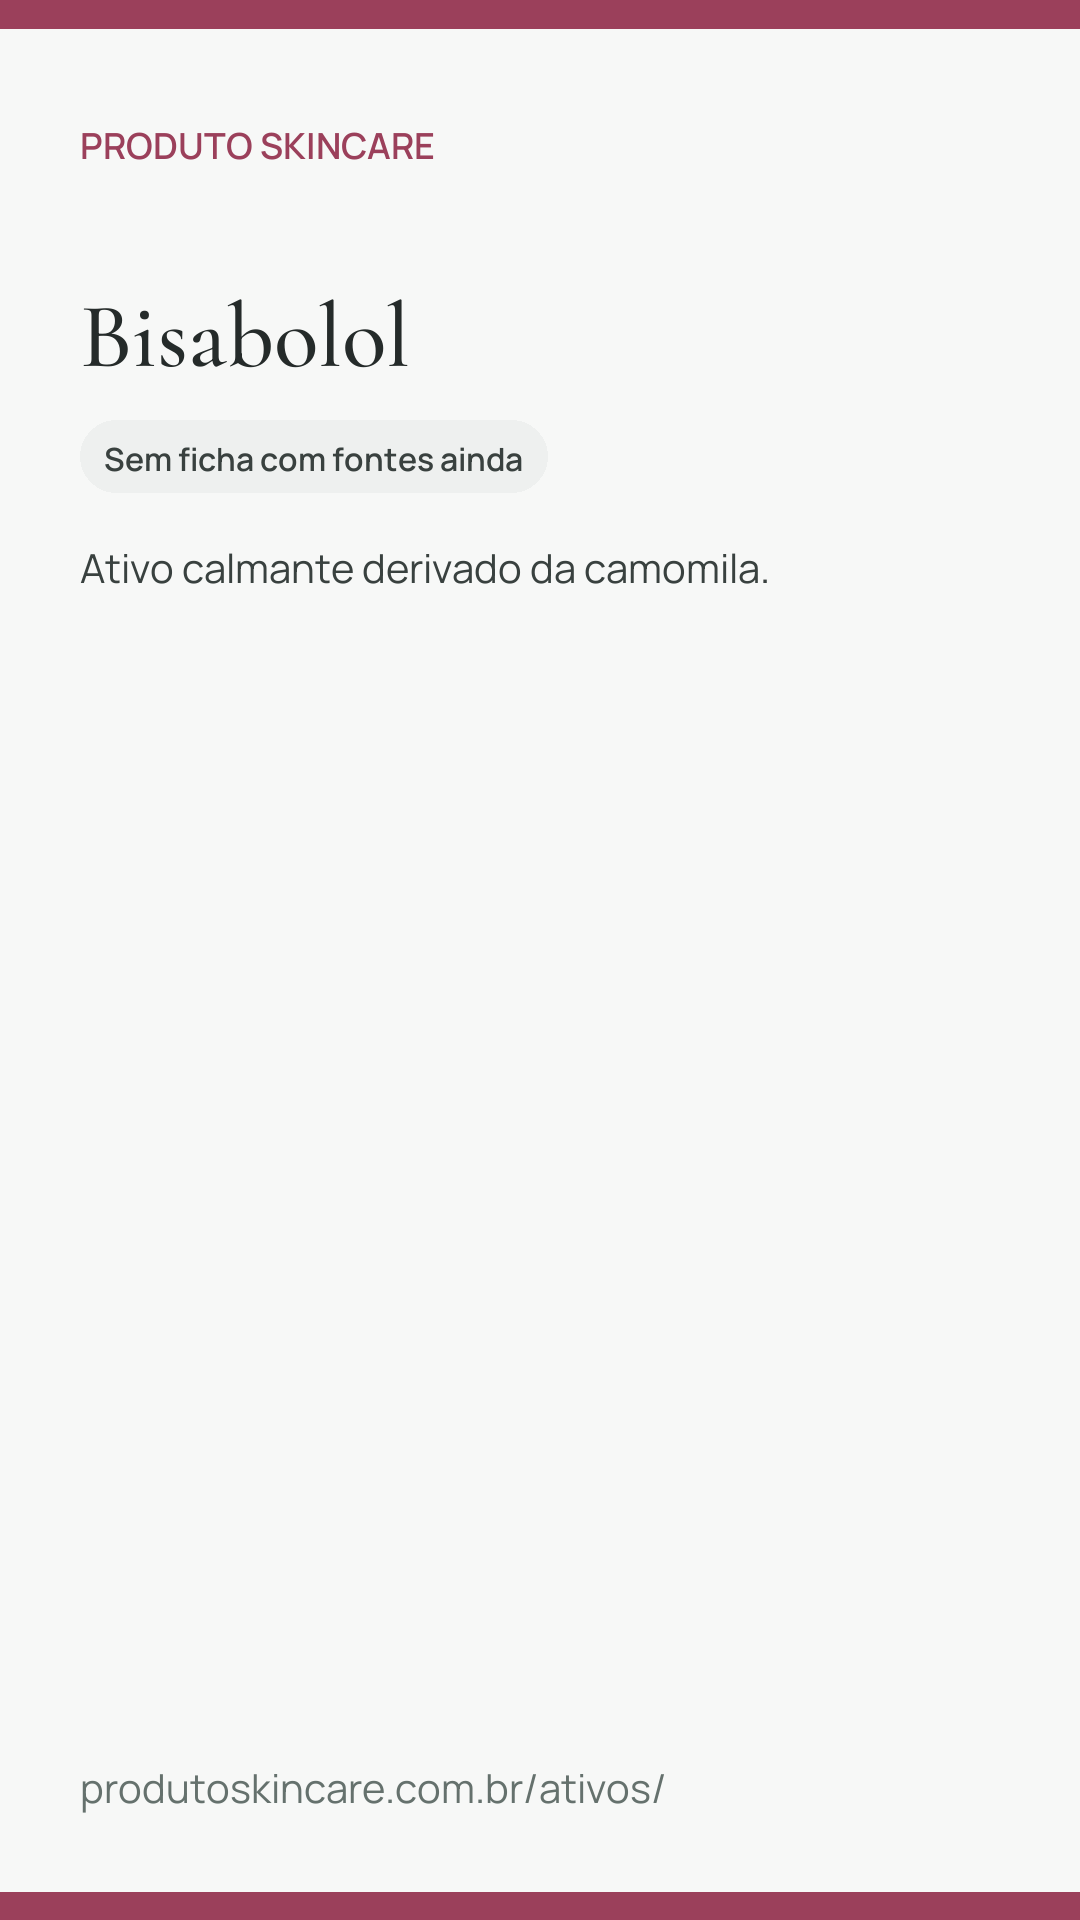 PRODUTO SKINCARE
Bisabolol
Sem ficha com fontes ainda
Ativo calmante derivado da camomila.
produtoskincare.com.br/ativos/